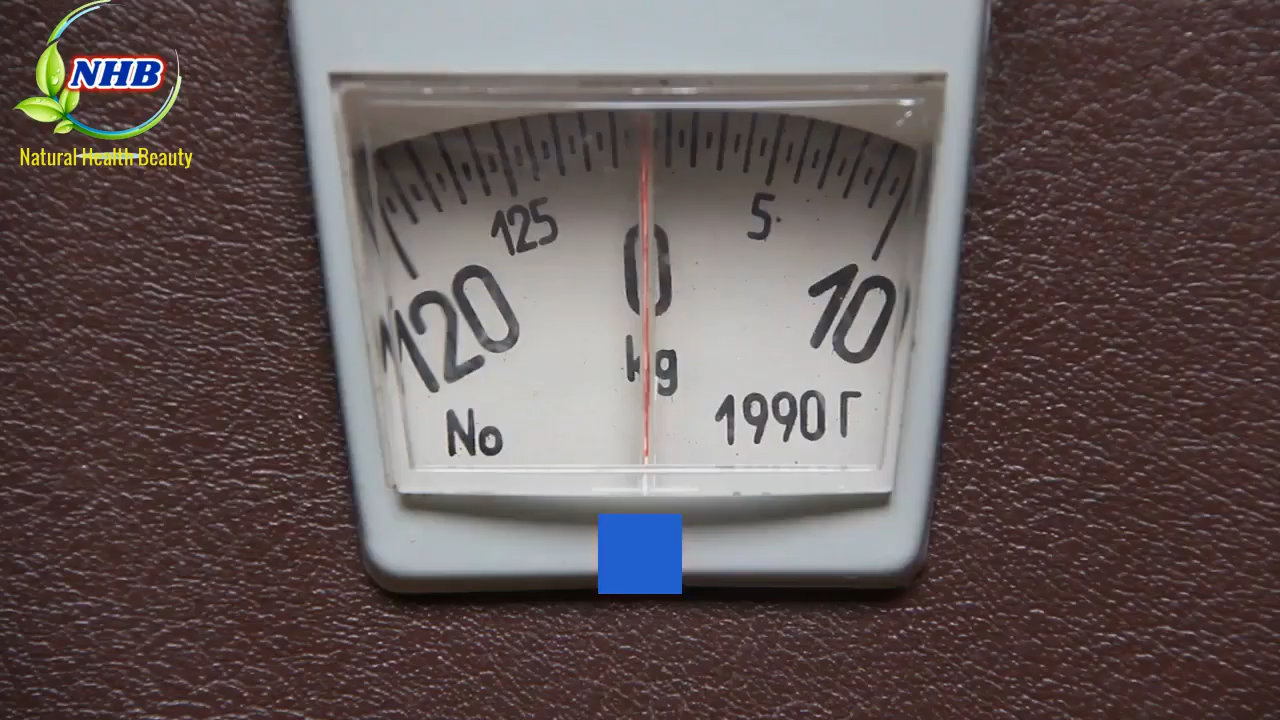 NHB
Natural Health Beauty
125
5
120
0
10
kg
1990 Г
No